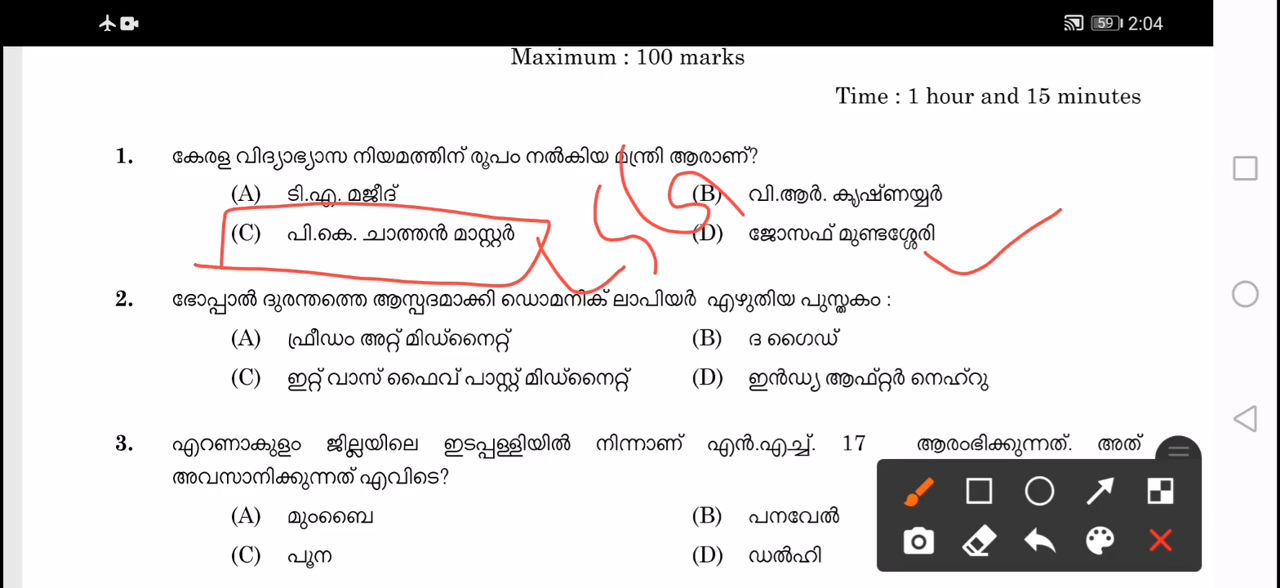 59 2:04
Maximum : 100 marks
Time : 1 hour and 15 minutes
1. കേരള വിദ്യാഭ്യാസ നിയമത്തിന് രൂപം നൽകിയ മന്ത്രി ആരാണ്?
(A) ടി.എ. മജീദ് (B) വി.ആർ. കൃഷ്ണയ്യർ
(C) പി.കെ. ചാത്തൻ മാസ്റ്റർ (D) ജോസഫ് മുണ്ടശ്ശേരി
2. ഭോപ്പാൽ ദുരന്തത്തെ ആസ്പദമാക്കി ഡൊമനിക് ലാപിയർ എഴുതിയ പുസ്തകം :
(A) ഫ്രീഡം അറ്റ് മിഡ്നൈറ്റ് (B) ദ ഗൈഡ്
(C) ഇറ്റ് വാസ് ഫൈവ് പാസ്റ്റ് മിഡ്നൈറ്റ് (D) ഇൻഡ്യ ആഫ്റ്റർ നെഹ്റു
3. എറണാകുളം ജില്ലയിലെ ഇടപ്പള്ളിയിൽ നിന്നാണ് എൻ.എച്ച്. 17 ആരംഭിക്കുന്നത്. അത്
അവസാനിക്കുന്നത് എവിടെ?
(A) മുംബൈ (B) പനവേൽ
(C) പൂന (D) ഡൽഹി